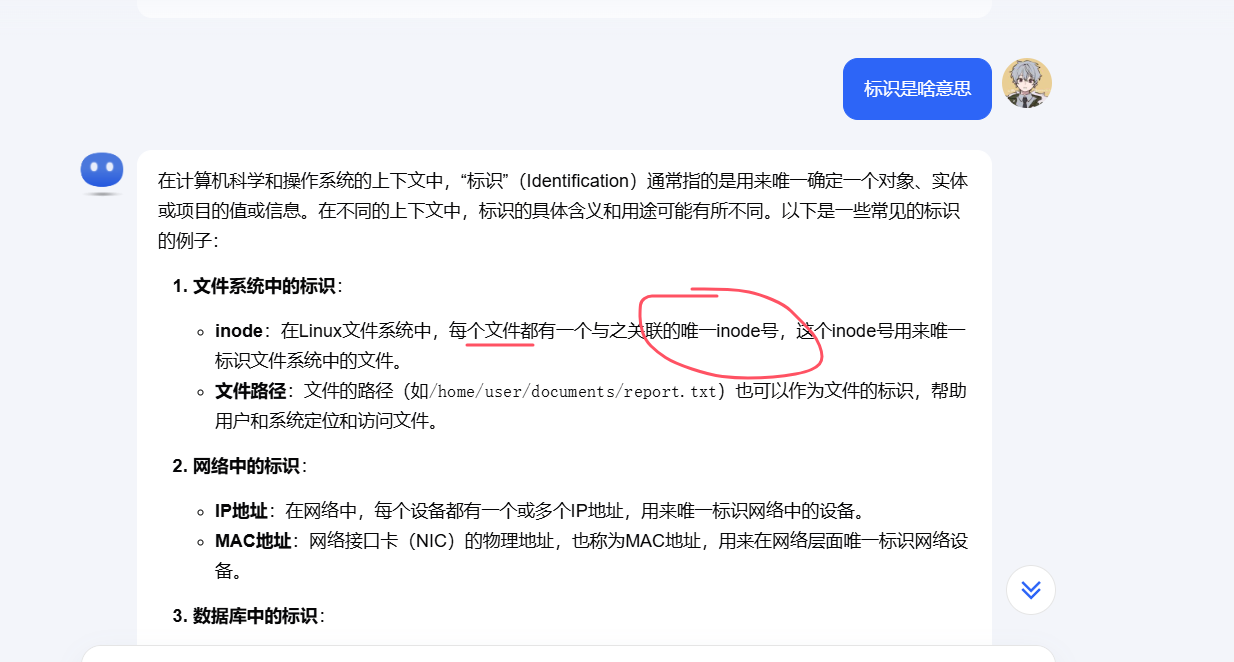 标识是啥意思
在计算机科学和操作系统的上下文中，“标识”（Identification）通常指的是用来唯一确定一个对象、实体
或项目的值或信息。在不同的上下文中，标识的具体含义和用途可能有所不同。以下是一些常见的标识
的例子：
1. 文件系统中的标识：
inode：在Linux文件系统中，每个文件都有一个与之关联的唯一inode号，这个inode号用来唯一
标识文件系统中的文件。
文件路径：文件的路径（如/home/user/documents/report.txt）也可以作为文件的标识，帮助
用户和系统定位和访问文件。
2. 网络中的标识：
IP地址：在网络中，每个设备都有一个或多个IP地址，用来唯一标识网络中的设备。
MAC地址：网络接口卡（NIC）的物理地址，也称为MAC地址，用来在网络层面唯一标识网络设
备。
3. 数据库中的标识：